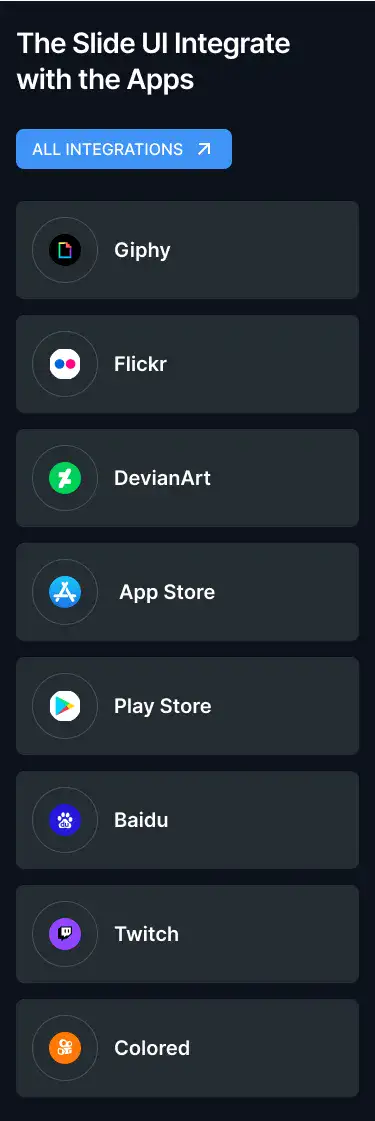 The Slide UI Integrate
with the Apps
ALL INTEGRATIONS
Giphy
Flickr
DevianArt
App Store
Play Store
Baidu
Twitch
Colored